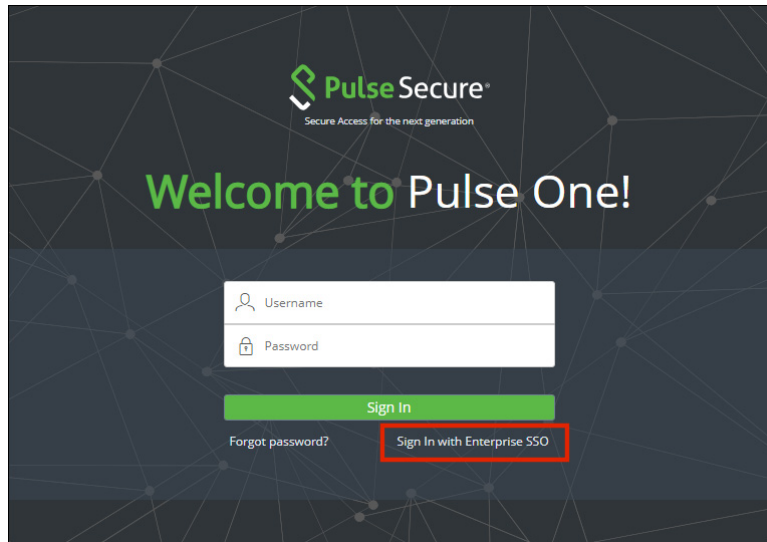 Pulse Secure®
Secure Access for the next generation
Welcome to Pulse One!
Username
Password
Sign In
Forgot password? Sign In with Enterprise SSO